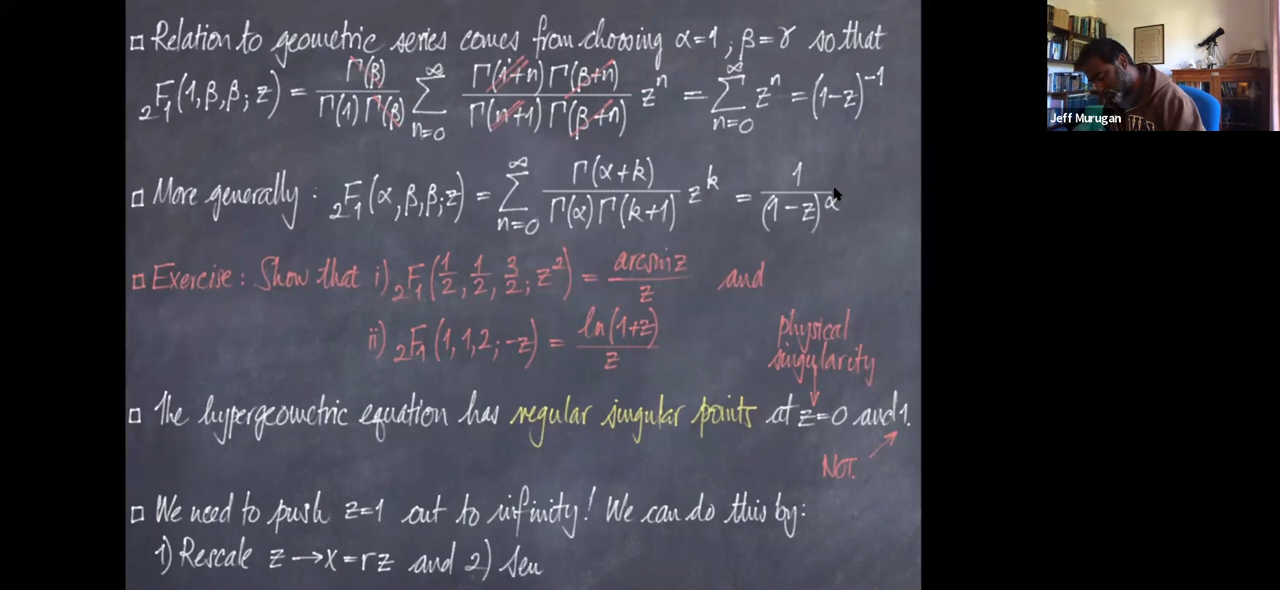 □ Relation to geometric series comes from choosing α=1, β=γ so that
₂F₁(1,β,β;z) = Γ(β)/(Γ(1)Γ(β)) ∑_{n=0}^{∞} Γ(1+n)Γ(β+n)/(Γ(n+1)Γ(β+n)) zⁿ = ∑_{n=0}^{∞} zⁿ = (1-z)⁻¹
□ More generally: ₂F₁(α,β,β;z) = ∑_{n=0}^{∞} Γ(α+k)/(Γ(α)Γ(k+1)) z^k = 1/(1-z)^α
□ Exercise: Show that i) ₂F₁(1/2, 1/2, 3/2; z²) = arcsin z/z and
ii) ₂F₁(1,1,2;-z) = ln(1+z)/z
physical
singularity
□ The hypergeometric equation has regular singular points at z=0 and 1.
NOT.
□ We need to push z=1 out to infinity! We can do this by:
1) Rescale z→x=rz and 2) sen
Jeff Murugan